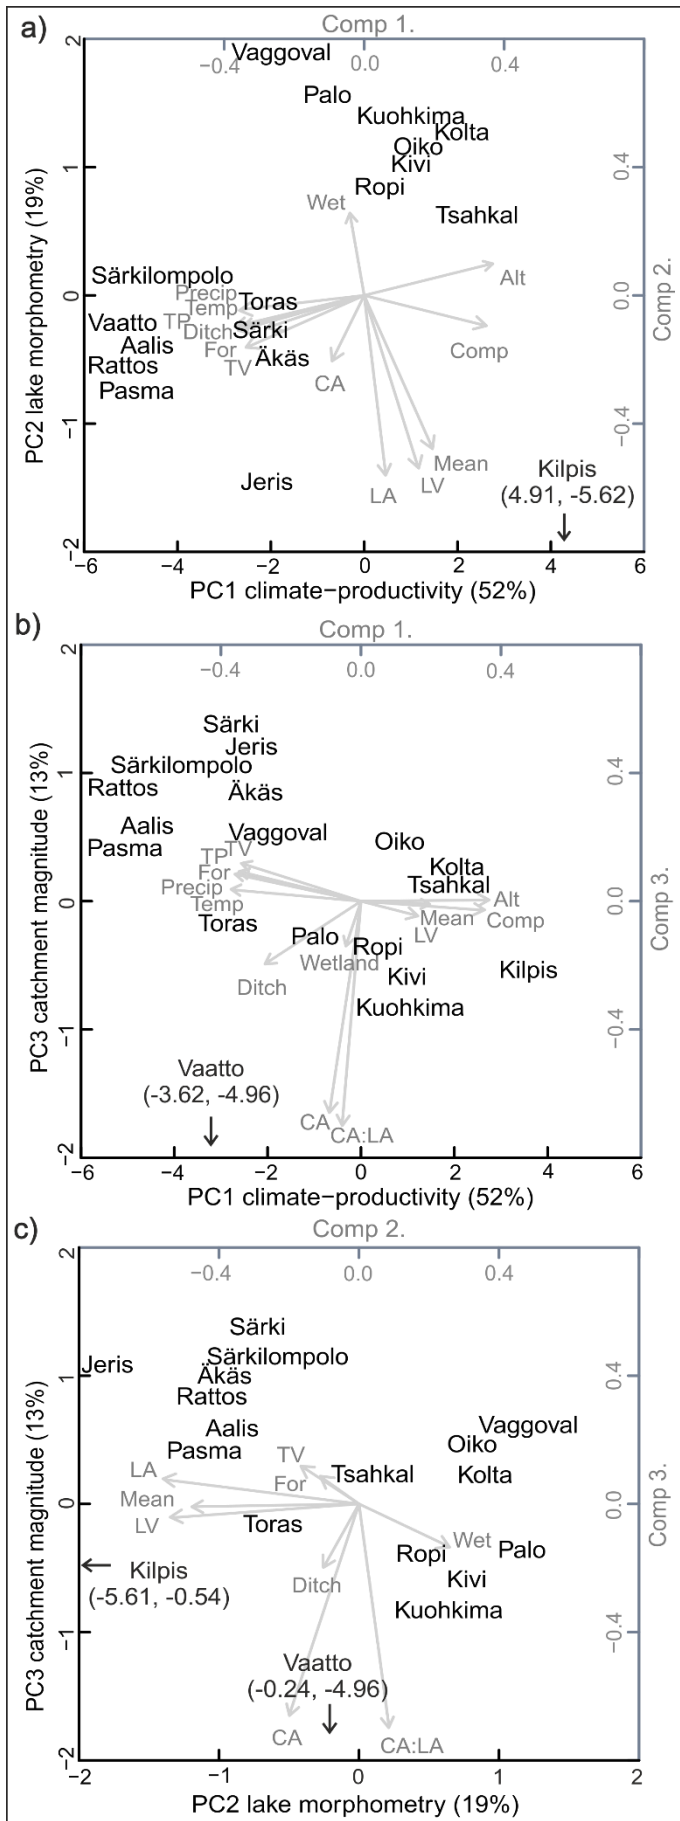 a)
Comp 1.
−0.4 0.0 0.4
Vaggoval
Palo
Kuohkima
Kolta
Oiko
Kivi
Ropi
Wet
Tsahkal
Särkilompolo
Alt
Precip
Toras
Temp
TP
Vaatto
Ditch
Särki
Aalis
For
Comp
Äkäs
Rattos
TV
CA
Pasma
Mean
Kilpis
Jeris
LV
LA
(4.91, -5.62)
2
1
0
−1
−2
PC2 lake morphometry (19%)
0.4
0.0
−0.4
Comp 2.
−6 −4 −2 0 2 4 6
PC1 climate−productivity (52%)
b)
Comp 1.
−0.4 0.0 0.4
Särki
Jeris
Särkilompolo
Rattos
Äkäs
Aalis
Vaggoval
Oiko
Pasma
TV
TP
Kolta
For
Tsahkal
Precip
Alt
Temp
Toras
Mean
Comp
Palo
LV
Ropi
Wetland
Kilpis
Kivi
Ditch
Kuohkima
Vaatto
(-3.62, -4.96)
CA
CA:LA
2
1
0
−1
−2
PC3 catchment magnitude (13%)
0.4
0.0
−0.4
Comp 3.
−6 −4 −2 0 2 4 6
PC1 climate−productivity (52%)
c)
Comp 2.
−0.4 0.0 0.4
Särki
Särkilompolo
Jeris
Äkäs
Rattos
Vaggoval
Aalis
Oiko
Pasma
TV
LA
Tsahkal
Kolta
For
Mean
LV
Toras
Wet
Ropi
Palo
Kilpis
Kivi
(-5.61, -0.54)
Ditch
Kuohkima
Vaatto
(-0.24, -4.96)
CA
CA:LA
2
1
0
−1
−2
PC3 catchment magnitude (13%)
0.4
0.0
−0.4
Comp 3.
−2 −1 0 1 2
PC2 lake morphometry (19%)